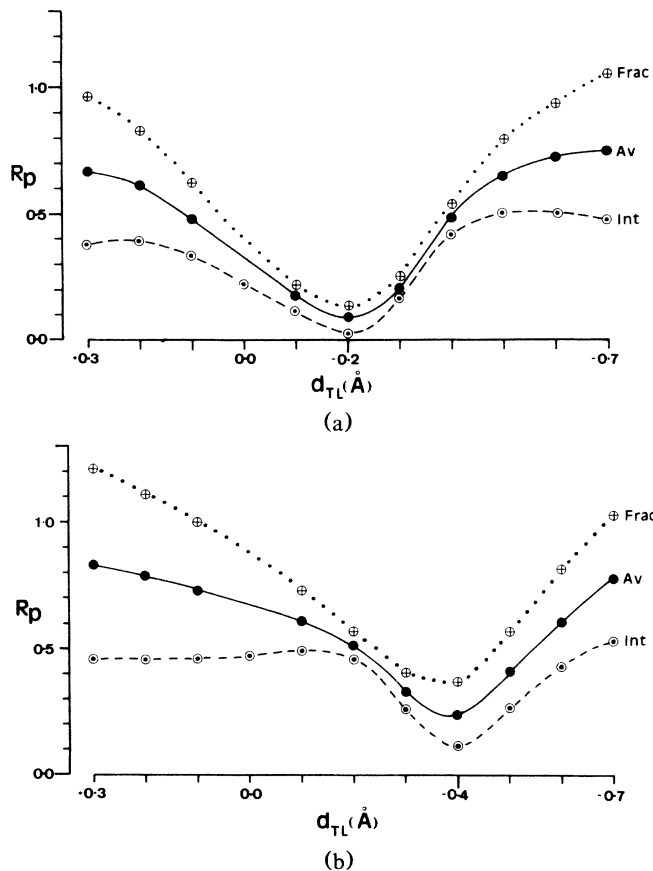 1·0
Rp
0·5
0·0
Frac
Av
Int
+0·3
0·0
-0·2
-0·7
dTL(Å)
(a)
1·0
Rp
0·5
0·0
Frac
Av
Int
+0·3
0·0
-0·4
-0·7
dTL(Å)
(b)